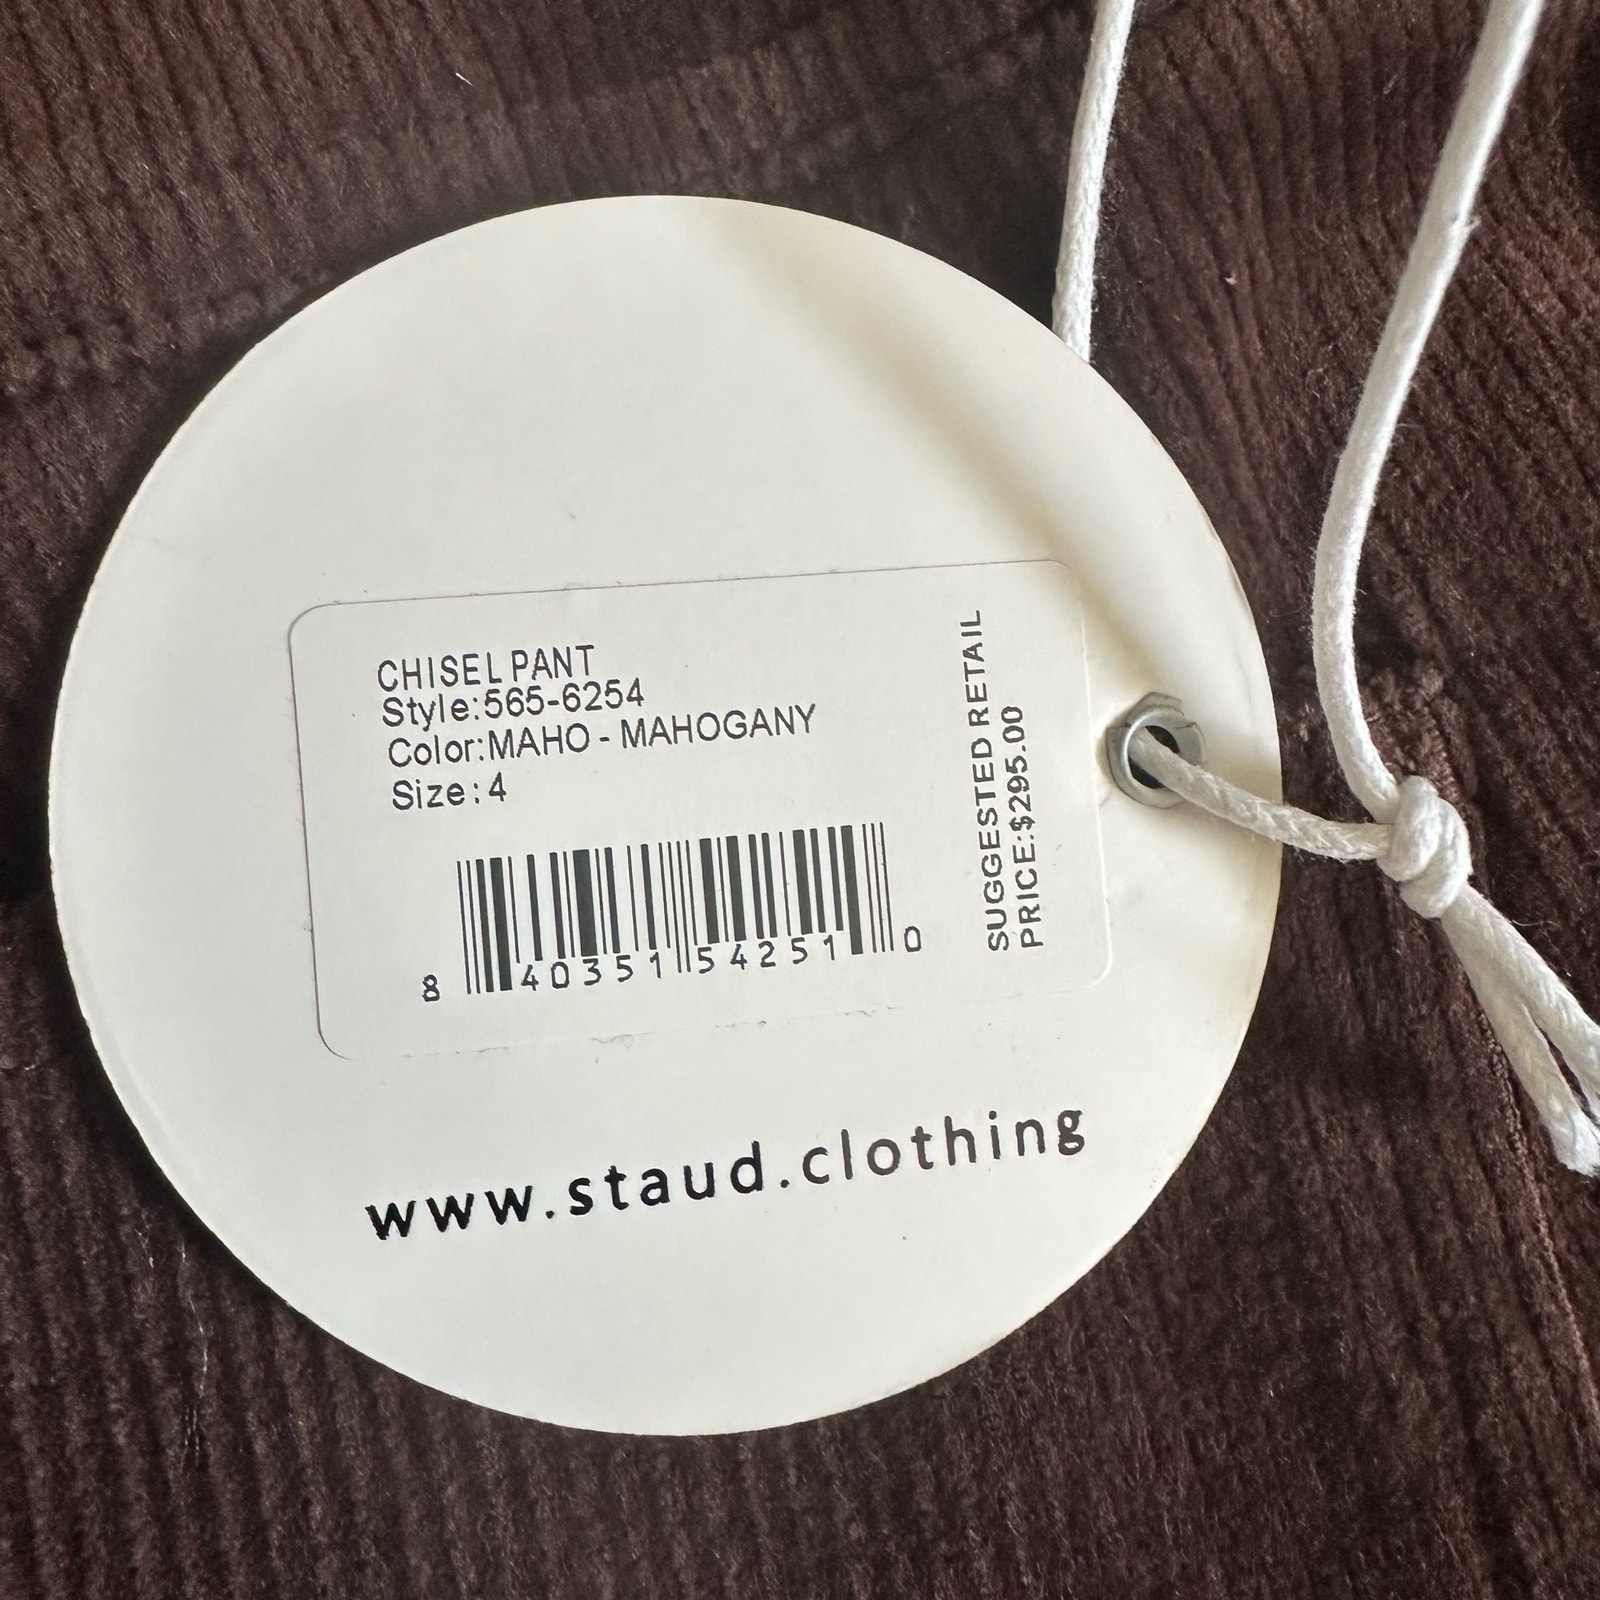 CHISEL PANT
Style:565-6254
Color:MAHO - MAHOGANY
Size:4
8 40351 54251 0
SUGGESTED RETAIL
PRICE:$295.00
www.staud.clothing